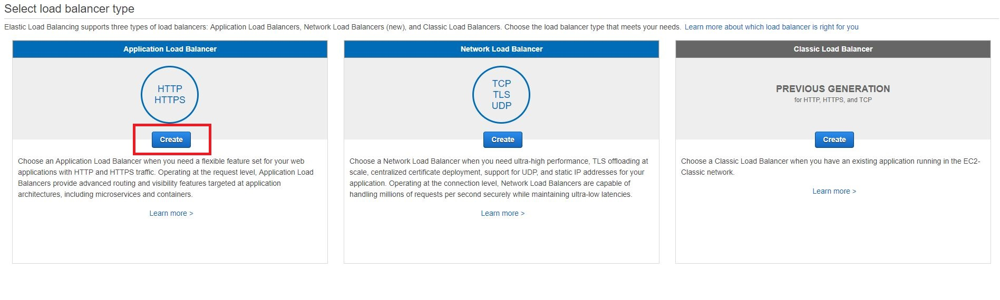 Select load balancer type
Elastic Load Balancing supports three types of load balancers: Application Load Balancers, Network Load Balancers (new), and Classic Load Balancers. Choose the load balancer type that meets your needs. Learn more about which load balancer is right for you
Application Load Balancer
HTTP
HTTPS
Create
Choose an Application Load Balancer when you need a flexible feature set for your web
applications with HTTP and HTTPS traffic. Operating at the request level, Application Load
Balancers provide advanced routing and visibility features targeted at application
architectures, including microservices and containers.
Learn more >
Network Load Balancer
TCP
TLS
UDP
Create
Choose a Network Load Balancer when you need ultra-high performance, TLS offloading at
scale, centralized certificate deployment, support for UDP, and static IP addresses for your
application. Operating at the connection level, Network Load Balancers are capable of
handling millions of requests per second securely while maintaining ultra-low latencies.
Learn more >
Classic Load Balancer
PREVIOUS GENERATION
for HTTP, HTTPS, and TCP
Create
Choose a Classic Load Balancer when you have an existing application running in the EC2-
Classic network.
Learn more >